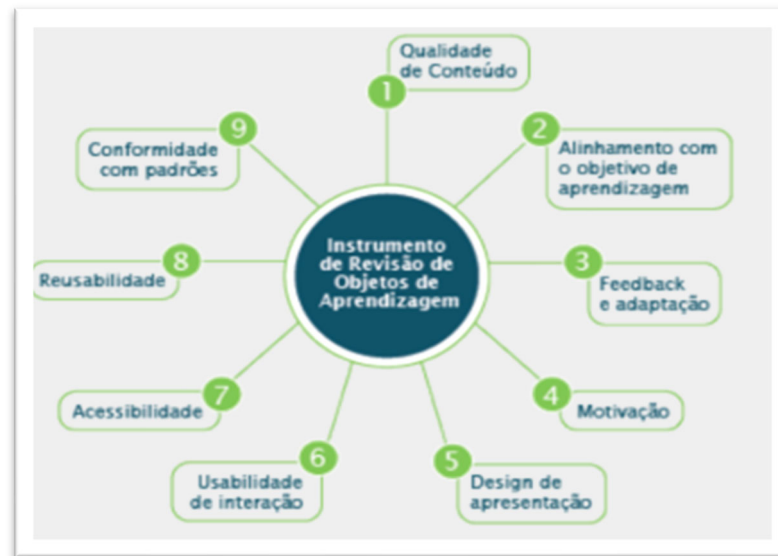 Instrumento
de Revisão de
Objetos de
Aprendizagem
1
Qualidade
de Conteúdo
2
Alinhamento com
o objetivo de
aprendizagem
3
Feedback
e adaptação
4
Motivação
5
Design de
apresentação
6
Usabilidade
de interação
7
Acessibilidade
8
Reusabilidade
9
Conformidade
com padrões